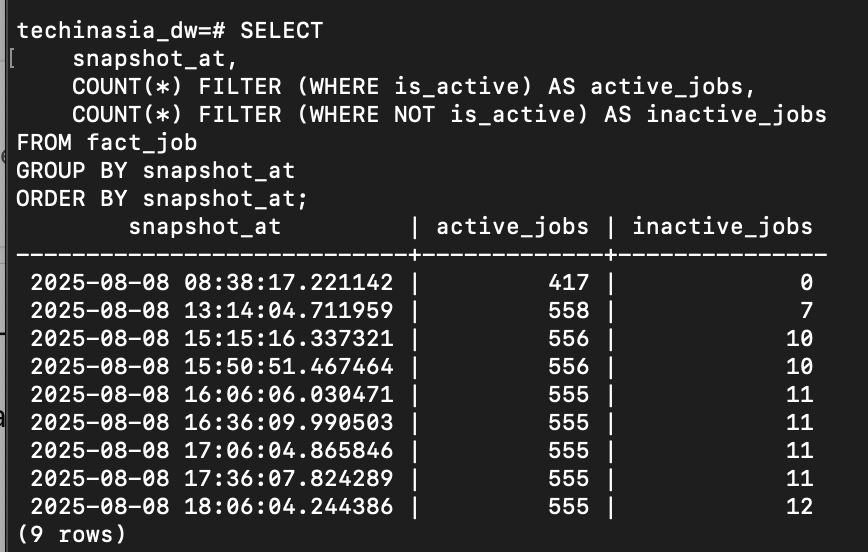 techinasia_dw=# SELECT
[    snapshot_at,
    COUNT(*) FILTER (WHERE is_active) AS active_jobs,
    COUNT(*) FILTER (WHERE NOT is_active) AS inactive_jobs
FROM fact_job
GROUP BY snapshot_at
ORDER BY snapshot_at;
        snapshot_at         | active_jobs | inactive_jobs
----------------------------+-------------+---------------
 2025-08-08 08:38:17.221142 |         417 |             0
 2025-08-08 13:14:04.711959 |         558 |             7
 2025-08-08 15:15:16.337321 |         556 |            10
 2025-08-08 15:50:51.467464 |         556 |            10
 2025-08-08 16:06:06.030471 |         555 |            11
 2025-08-08 16:36:09.990503 |         555 |            11
 2025-08-08 17:06:04.865846 |         555 |            11
 2025-08-08 17:36:07.824289 |         555 |            11
 2025-08-08 18:06:04.244386 |         555 |            12
(9 rows)